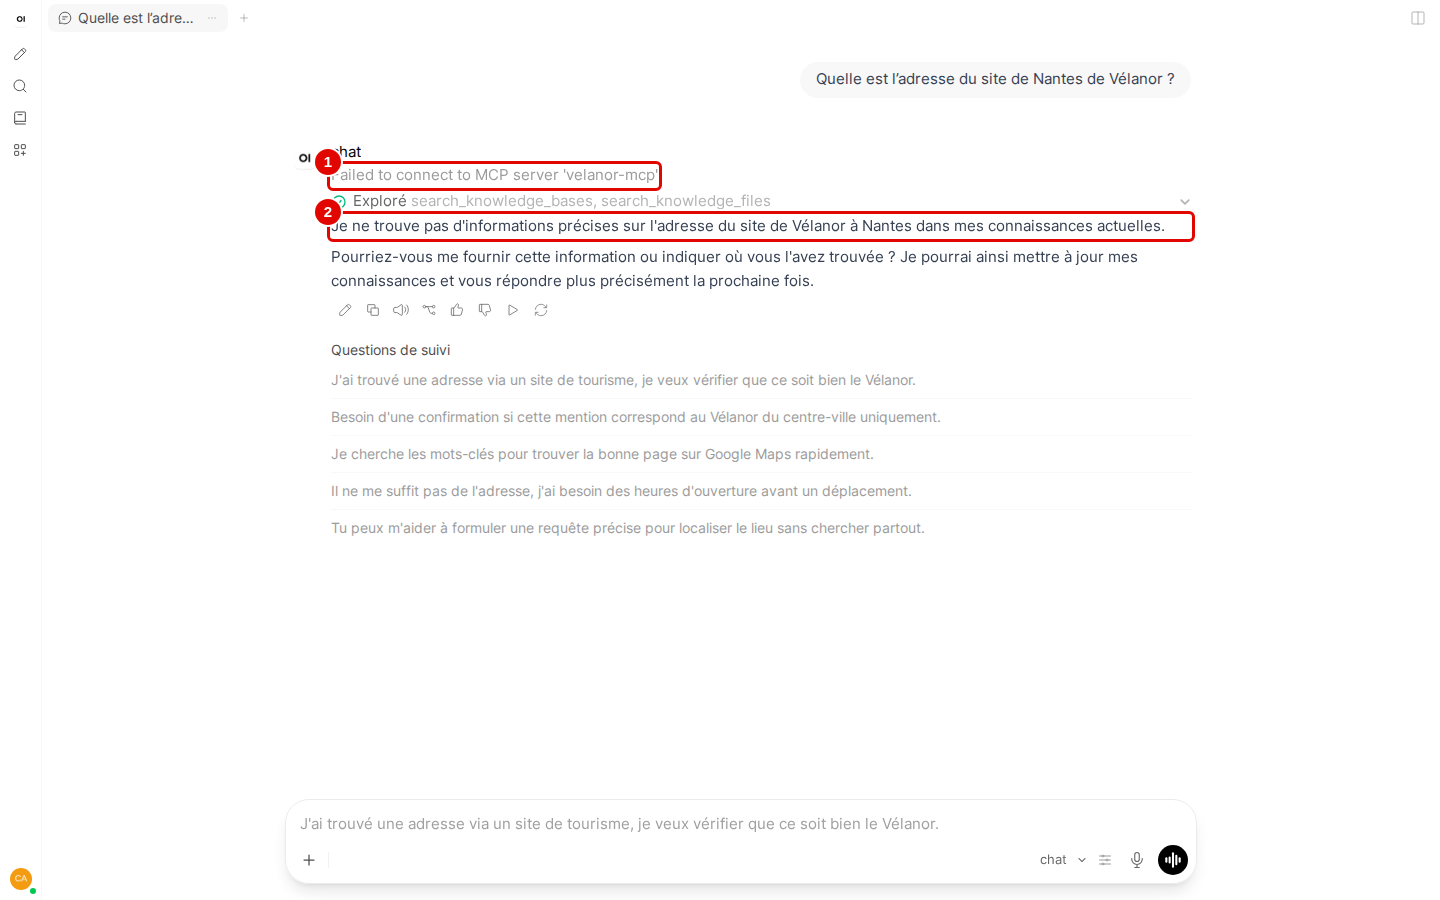 OI
Quelle est l’adre...
Quelle est l’adresse du site de Nantes de Vélanor ?
OI
chat
1
Failed to connect to MCP server 'velanor-mcp'
Exploré search_knowledge_bases, search_knowledge_files
2
Je ne trouve pas d'informations précises sur l'adresse du site de Vélanor à Nantes dans mes connaissances actuelles.
Pourriez-vous me fournir cette information ou indiquer où vous l'avez trouvée ? Je pourrai ainsi mettre à jour mes
connaissances et vous répondre plus précisément la prochaine fois.
Questions de suivi
J'ai trouvé une adresse via un site de tourisme, je veux vérifier que ce soit bien le Vélanor.
Besoin d'une confirmation si cette mention correspond au Vélanor du centre-ville uniquement.
Je cherche les mots-clés pour trouver la bonne page sur Google Maps rapidement.
Il ne me suffit pas de l'adresse, j'ai besoin des heures d'ouverture avant un déplacement.
Tu peux m'aider à formuler une requête précise pour localiser le lieu sans chercher partout.
J'ai trouvé une adresse via un site de tourisme, je veux vérifier que ce soit bien le Vélanor.
chat
CA